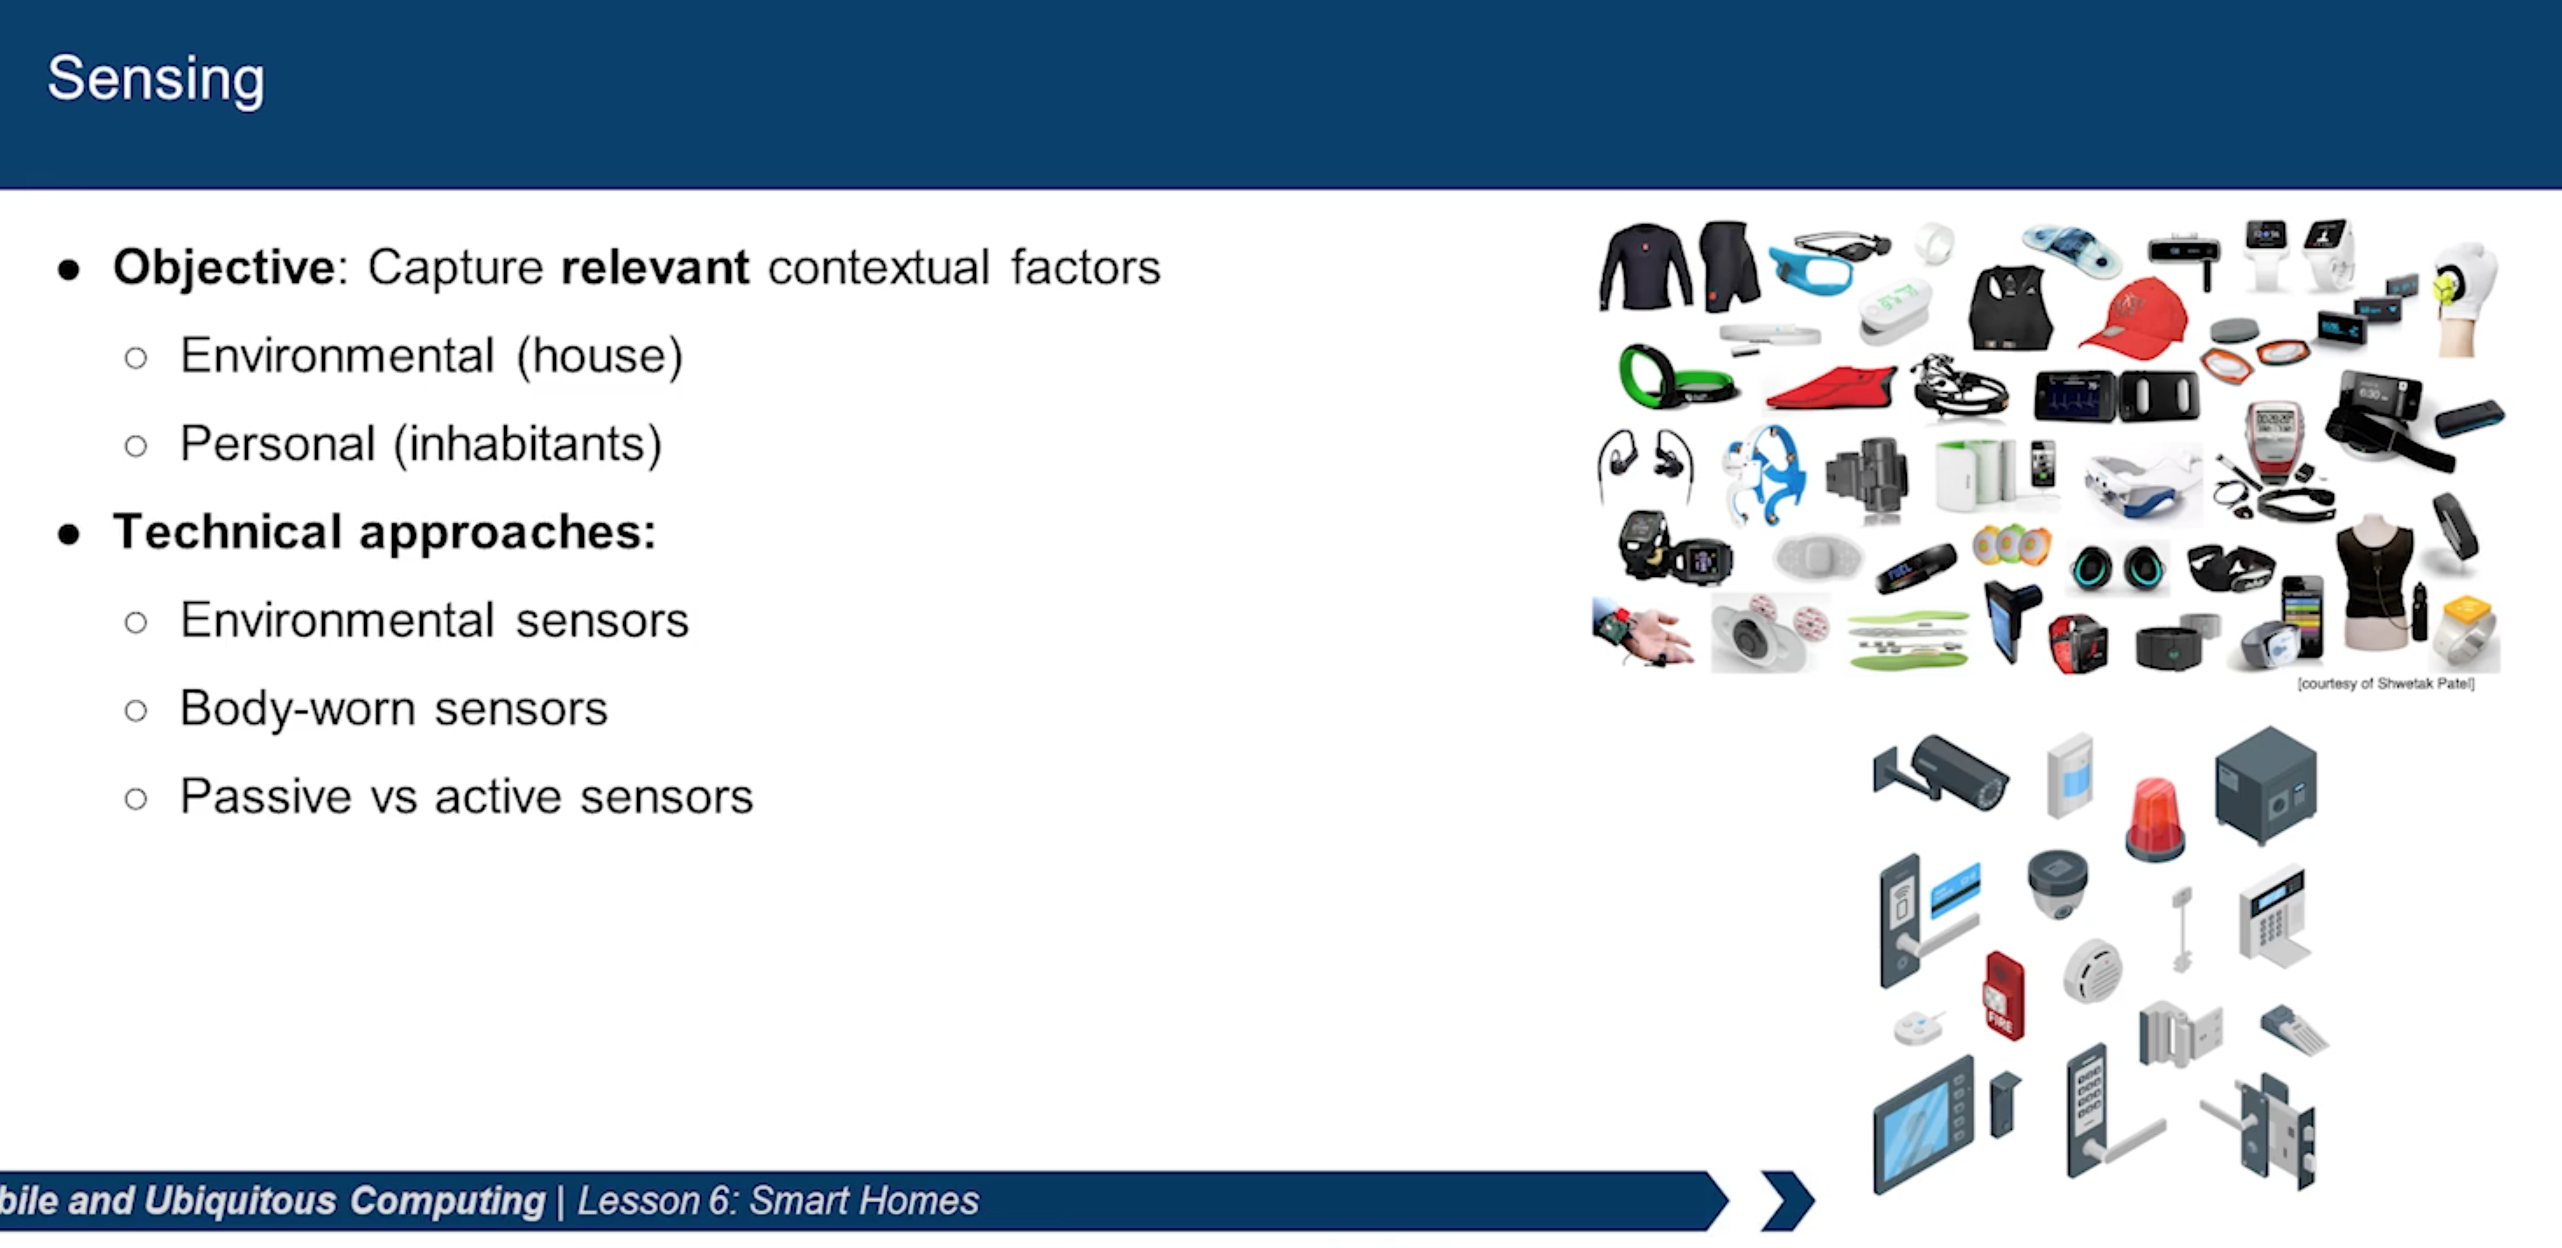 Sensing
Objective: Capture relevant contextual factors
Environmental (house)
Personal (inhabitants)
Technical approaches:
Environmental sensors
Body-worn sensors
Passive vs active sensors
[courtesy of Shwetak Patel]
FIRE
bile and Ubiquitous Computing | Lesson 6: Smart Homes